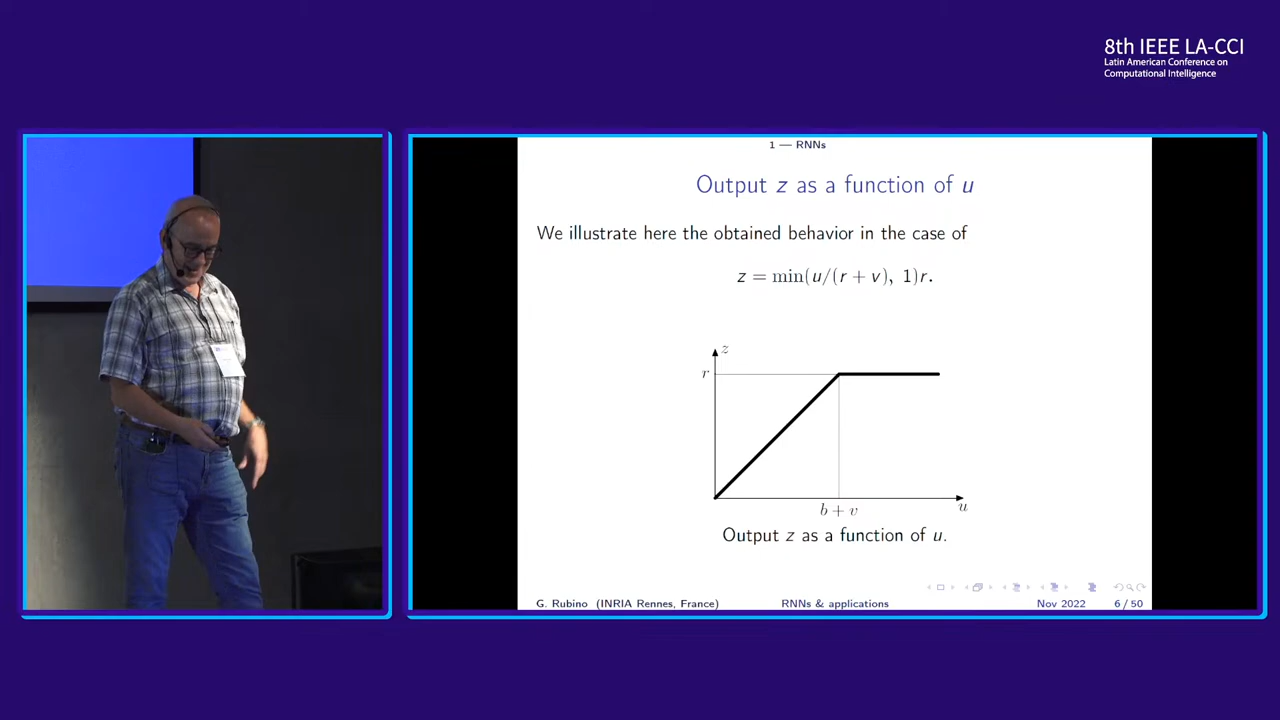 8th IEEE LA-CCI
Latin American Conference on
Computational Intelligence
1 — RNNs
Output z as a function of u
We illustrate here the obtained behavior in the case of
z = min(u/(r + v), 1)r.
z
r
b + v
u
Output z as a function of u.
G. Rubino (INRIA Rennes, France) RNNs & applications Nov 2022 6 / 50